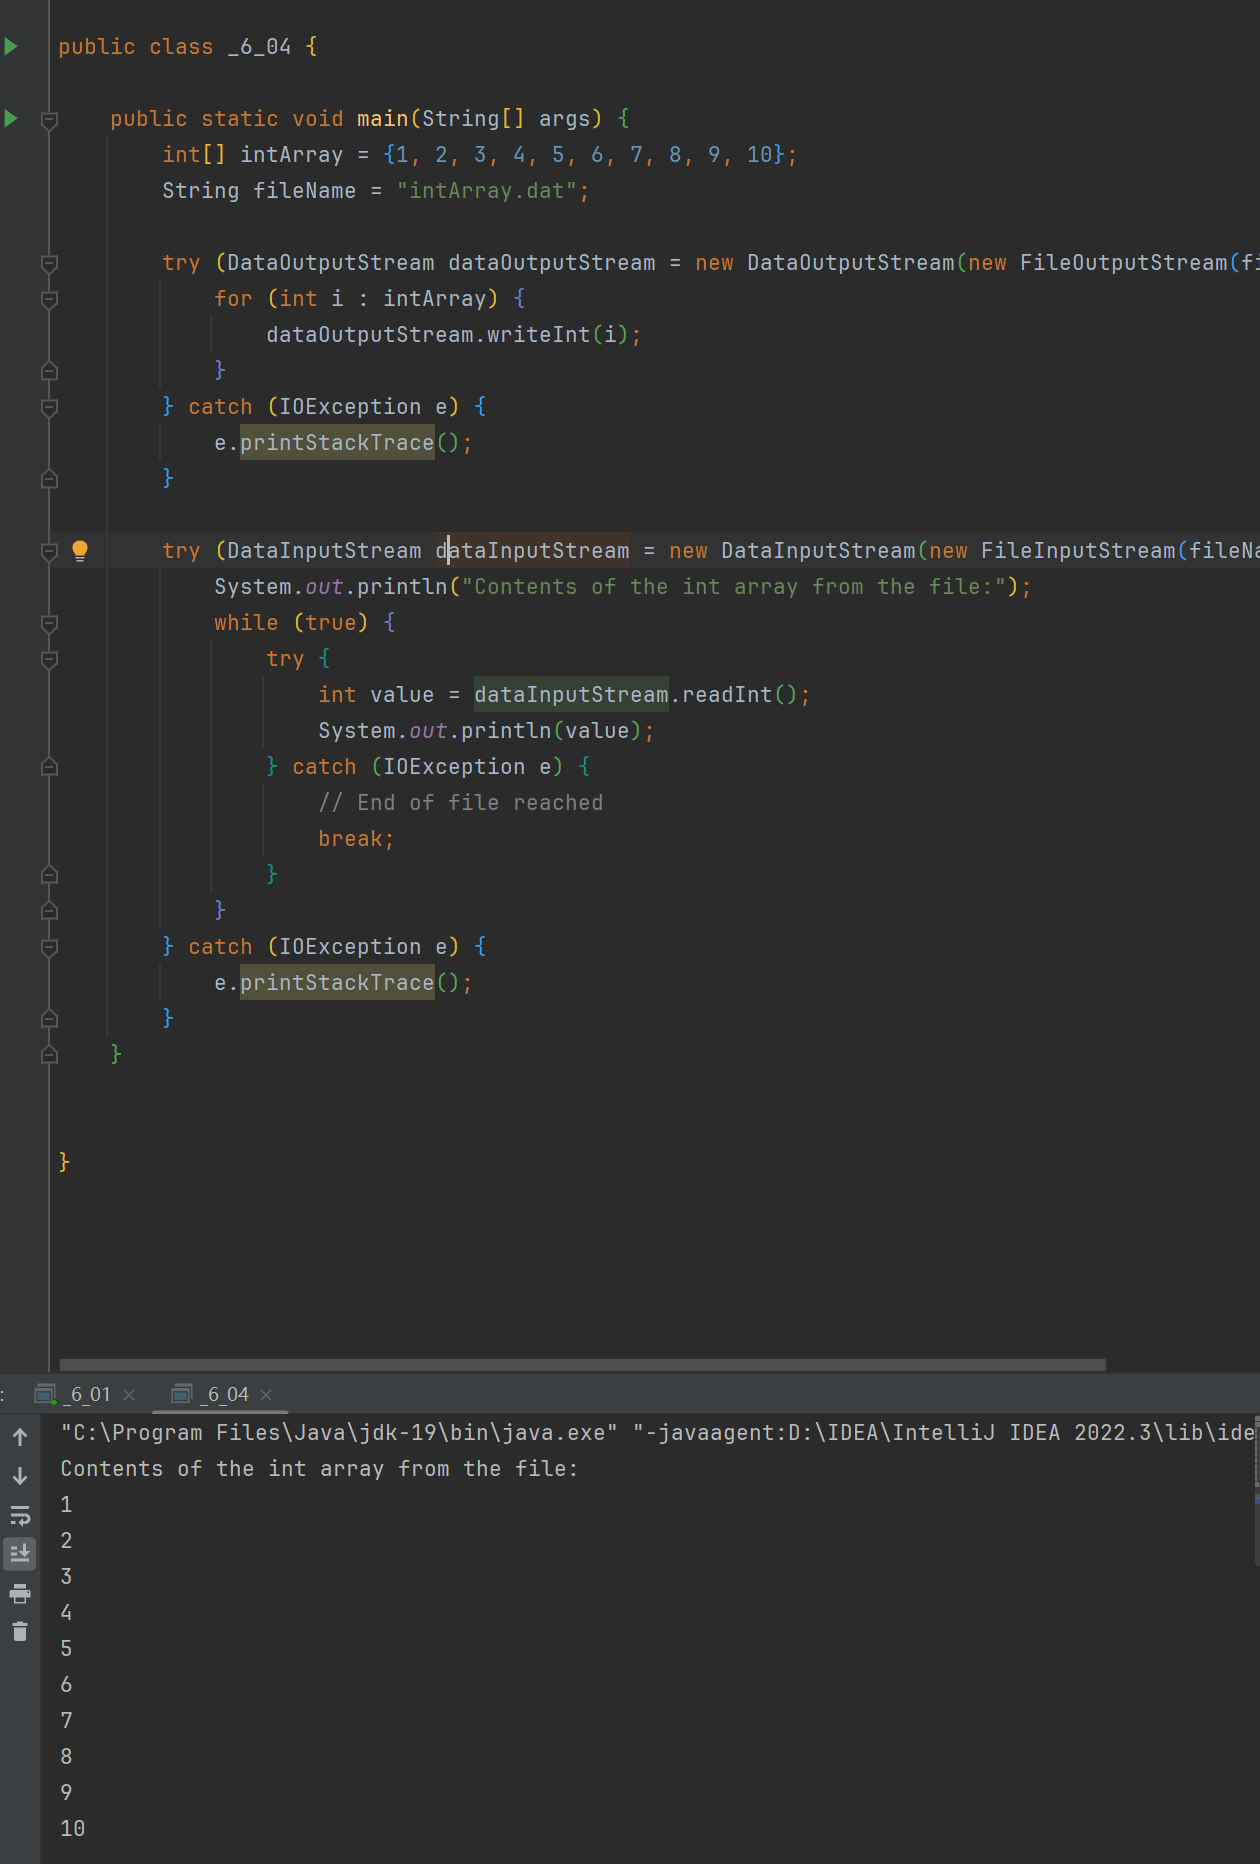 public class _6_04 {
public static void main(String[] args) {
int[] intArray = {1, 2, 3, 4, 5, 6, 7, 8, 9, 10};
String fileName = "intArray.dat";
try (DataOutputStream dataOutputStream = new DataOutputStream(new FileOutputStream(fi
for (int i : intArray) {
dataOutputStream.writeInt(i);
}
} catch (IOException e) {
e.printStackTrace();
}
try (DataInputStream dataInputStream = new DataInputStream(new FileInputStream(fileNa
System.out.println("Contents of the int array from the file:");
while (true) {
try {
int value = dataInputStream.readInt();
System.out.println(value);
} catch (IOException e) {
// End of file reached
break;
}
}
} catch (IOException e) {
e.printStackTrace();
}
}
}
: _6_01 _6_04
"C:\Program Files\Java\jdk-19\bin\java.exe" "-javaagent:D:\IDEA\IntelliJ IDEA 2022.3\lib\ide
Contents of the int array from the file:
1
2
3
4
5
6
7
8
9
10